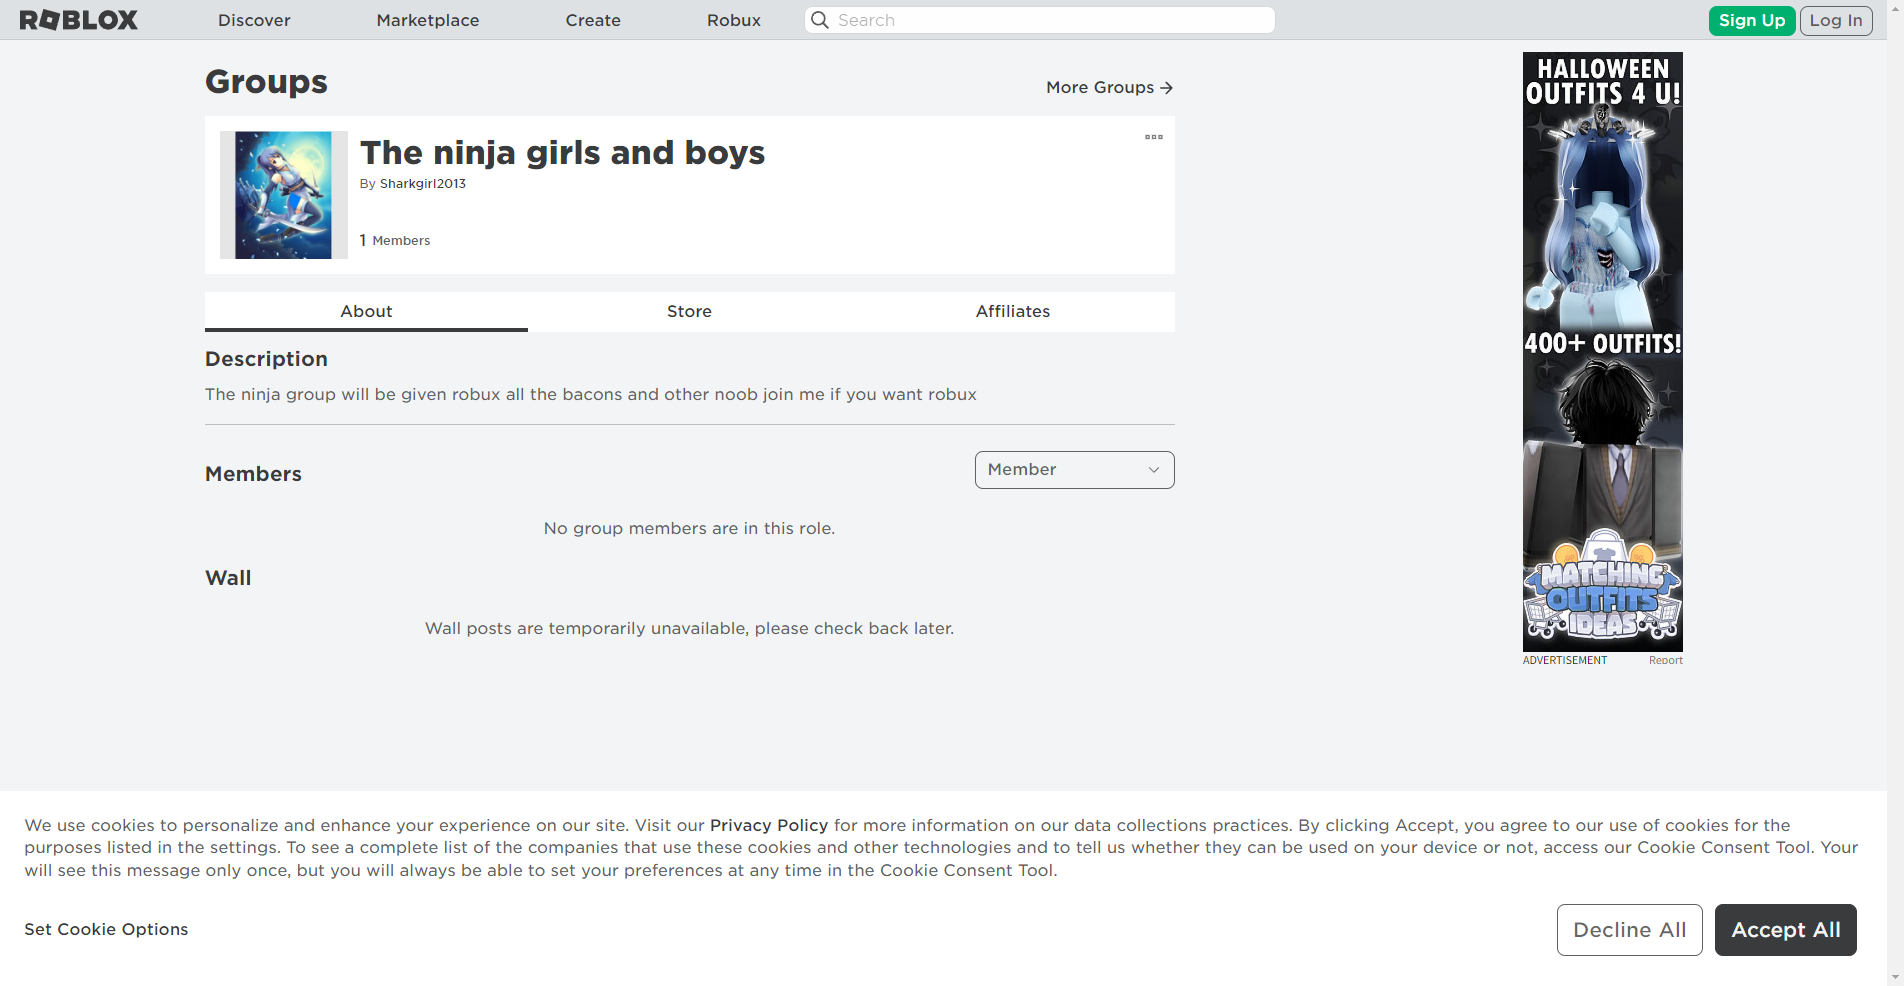 ROBLOX
Discover
Marketplace
Create
Robux
Search
Sign Up
Log In
Groups
More Groups
The ninja girls and boys
By Sharkgirl2013
1 Members
About
Store
Affiliates
Description
The ninja group will be given robux all the bacons and other noob join me if you want robux
Members
Member
No group members are in this role.
Wall
Wall posts are temporarily unavailable, please check back later.
HALLOWEEN
OUTFITS 4 U!
400+ OUTFITS!
MATCHING
OUTFITS
IDEAS
ADVERTISEMENT
Report
We use cookies to personalize and enhance your experience on our site. Visit our Privacy Policy for more information on our data collections practices. By clicking Accept, you agree to our use of cookies for the
purposes listed in the settings. To see a complete list of the companies that use these cookies and other technologies and to tell us whether they can be used on your device or not, access our Cookie Consent Tool. Your
will see this message only once, but you will always be able to set your preferences at any time in the Cookie Consent Tool.
Set Cookie Options
Decline All
Accept All